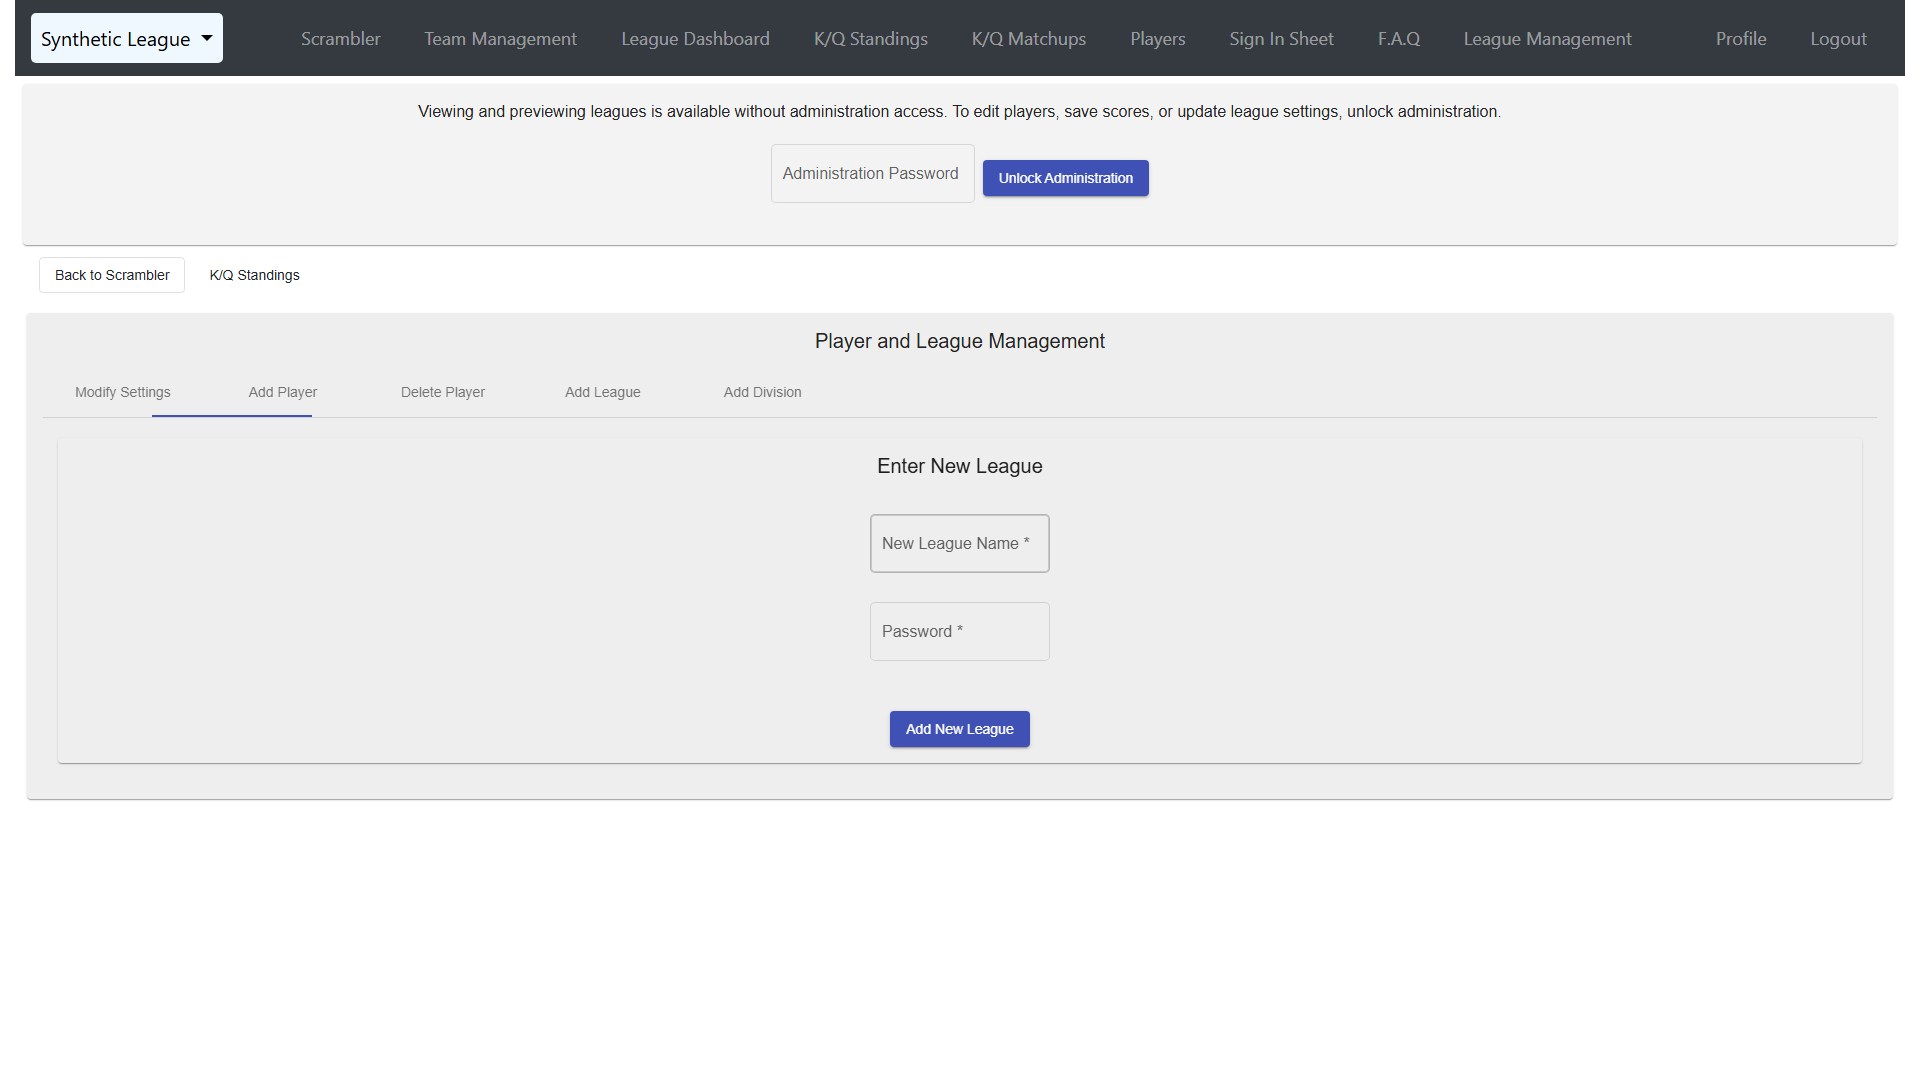 Synthetic League
Scrambler
Team Management
League Dashboard
K/Q Standings
K/Q Matchups
Players
Sign In Sheet
F.A.Q
League Management
Profile
Logout
Viewing and previewing leagues is available without administration access. To edit players, save scores, or update league settings, unlock administration.
Administration Password
Unlock Administration
Back to Scrambler
K/Q Standings
Player and League Management
Modify Settings
Add Player
Delete Player
Add League
Add Division
Enter New League
New League Name *
Password *
Add New League